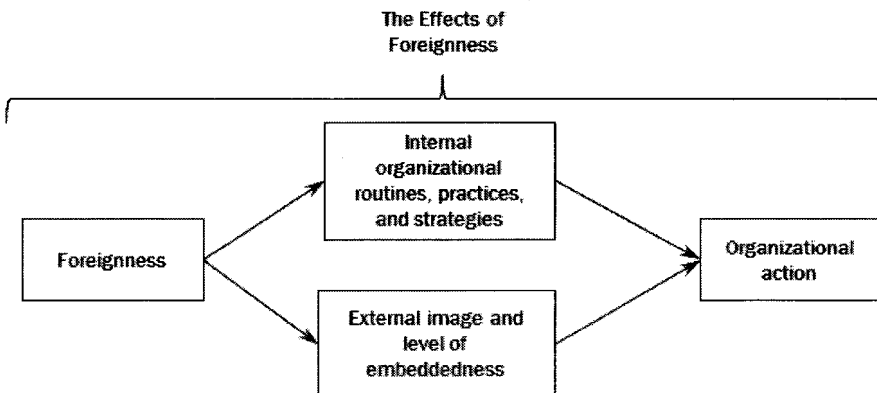 The Effects of
Foreignness
Internal
organizational
routines, practices,
and strategies
Foreignness
Organizational
action
External image and
level of
embeddedness